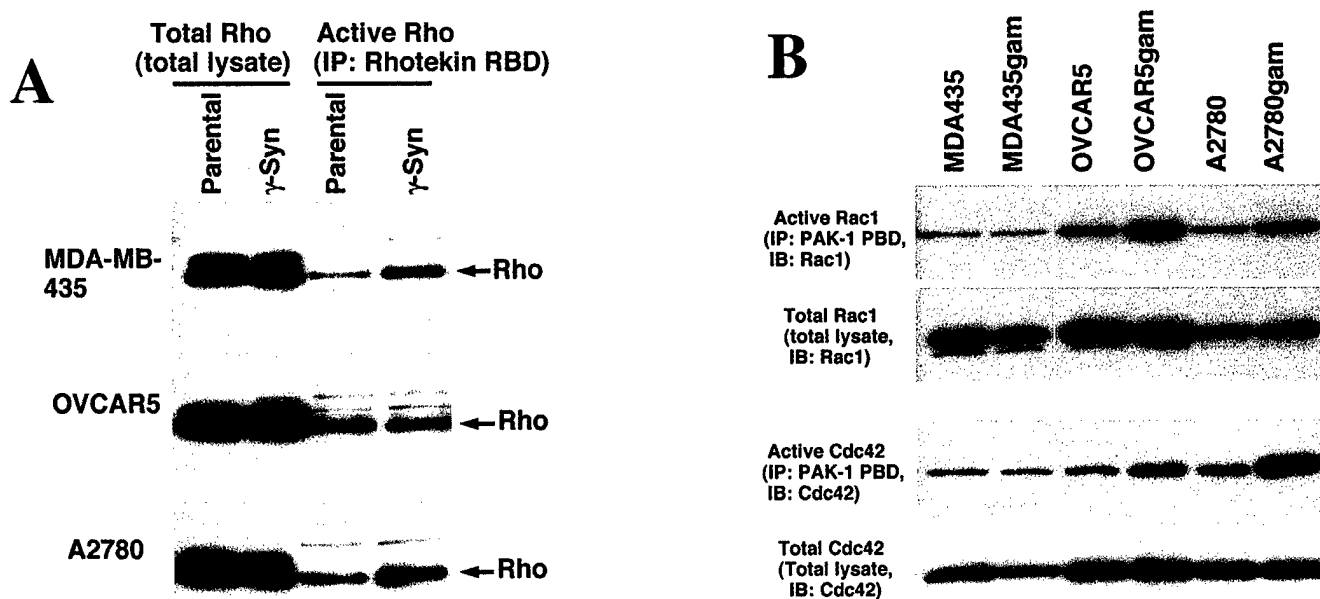 A
Total Rho
(total lysate)
Active Rho
(IP: Rhotekin RBD)
Parental
γ-Syn
Parental
γ-Syn
MDA-MB-
435
Rho
OVCAR5
Rho
A2780
Rho
B
MDA435
MDA435gam
OVCAR5
OVCAR5gam
A2780
A2780gam
Active Rac1
(IP: PAK-1 PBD,
IB: Rac1)
Total Rac1
(total lysate,
IB: Rac1)
Active Cdc42
(IP: PAK-1 PBD,
IB: Cdc42)
Total Cdc42
(Total lysate,
IB: Cdc42)